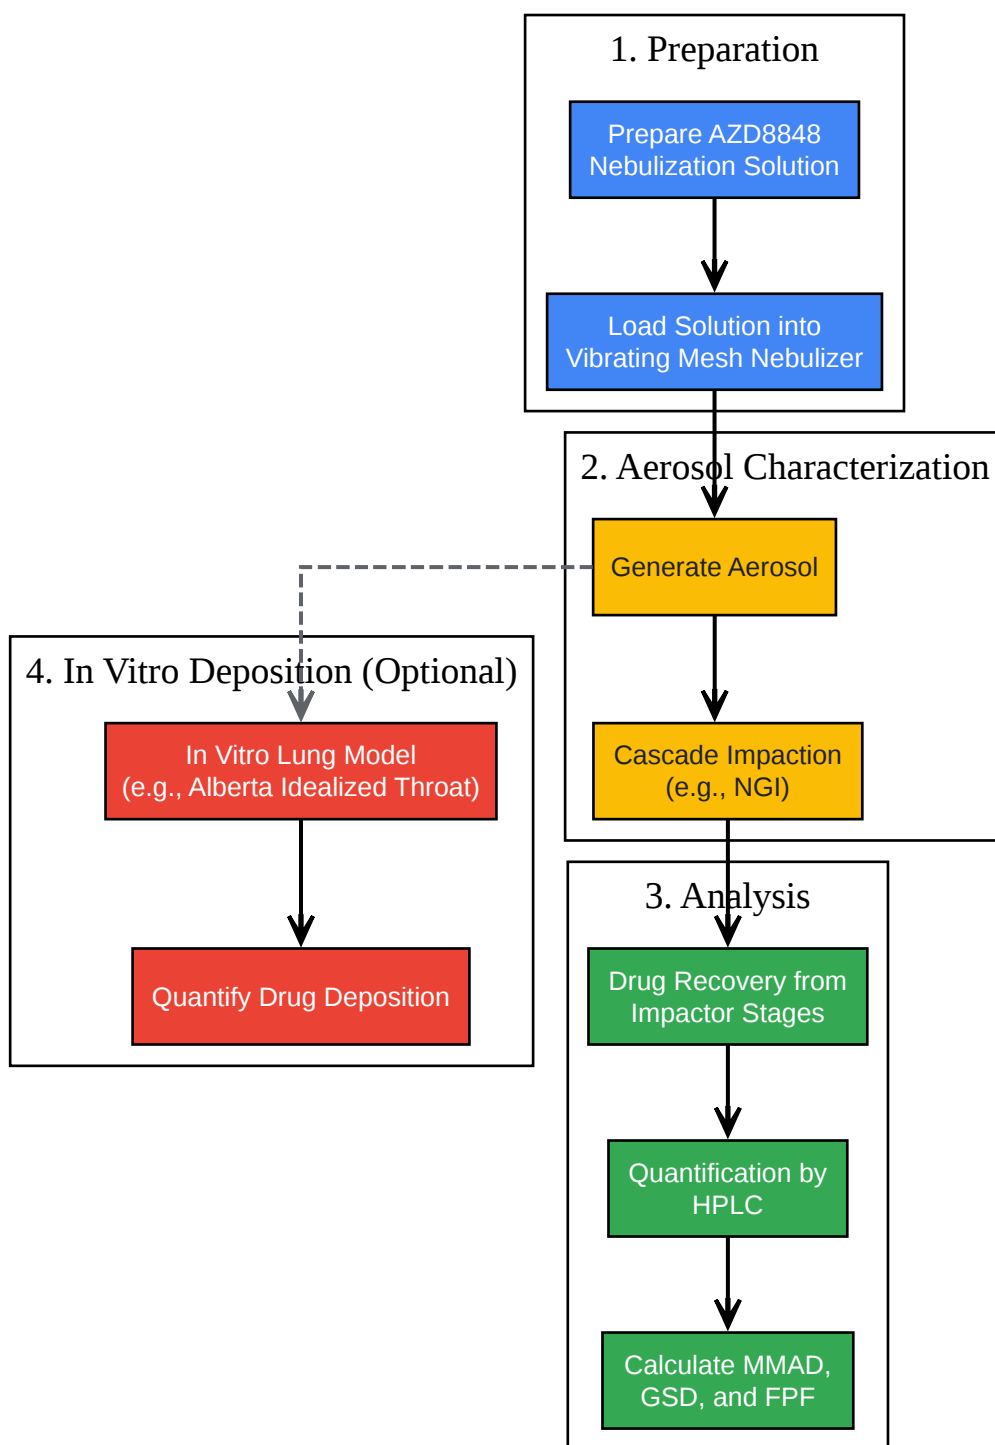 1. Preparation
Prepare AZD8848
Nebulization Solution
Load Solution into
Vibrating Mesh Nebulizer
2. Aerosol Characterization
Generate Aerosol
Cascade Impaction
(e.g., NGI)
3. Analysis
Drug Recovery from
Impactor Stages
Quantification by
HPLC
Calculate MMAD,
GSD, and FPF
4. In Vitro Deposition (Optional)
In Vitro Lung Model
(e.g., Alberta Idealized Throat)
Quantify Drug Deposition